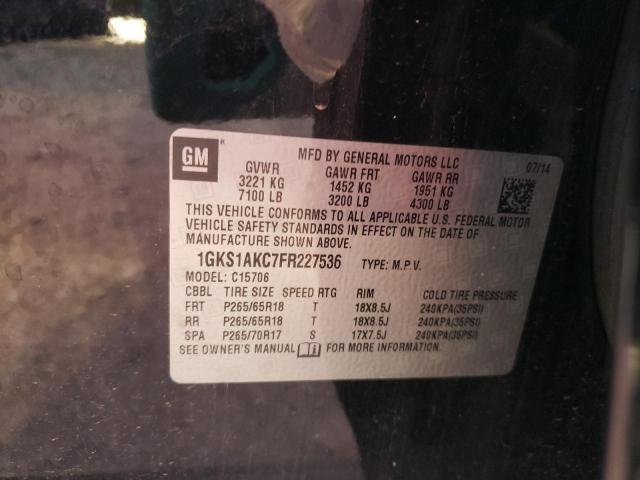 GM ®
MFD BY GENERAL MOTORS LLC 07/14
GVWR GAWR FRT GAWR RR
3221 KG 1452 KG 1951 KG
7100 LB 3200 LB 4300 LB
THIS VEHICLE CONFORMS TO ALL APPLICABLE U.S. FEDERAL MOTOR
VEHICLE SAFETY STANDARDS IN EFFECT ON THE DATE OF
MANUFACTURE SHOWN ABOVE.
1GKS1AKC7FR227536 TYPE: M.P.V.
MODEL: C15706
CBBL TIRE SIZE SPEED RTG RIM COLD TIRE PRESSURE
FRT P265/65R18 T 18X8.5J 240KPA(35PSI)
RR P265/65R18 T 18X8.5J 240KPA(35PSI)
SPA P265/70R17 S 17X7.5J 240KPA(35PSI)
SEE OWNER'S MANUAL FOR MORE INFORMATION.